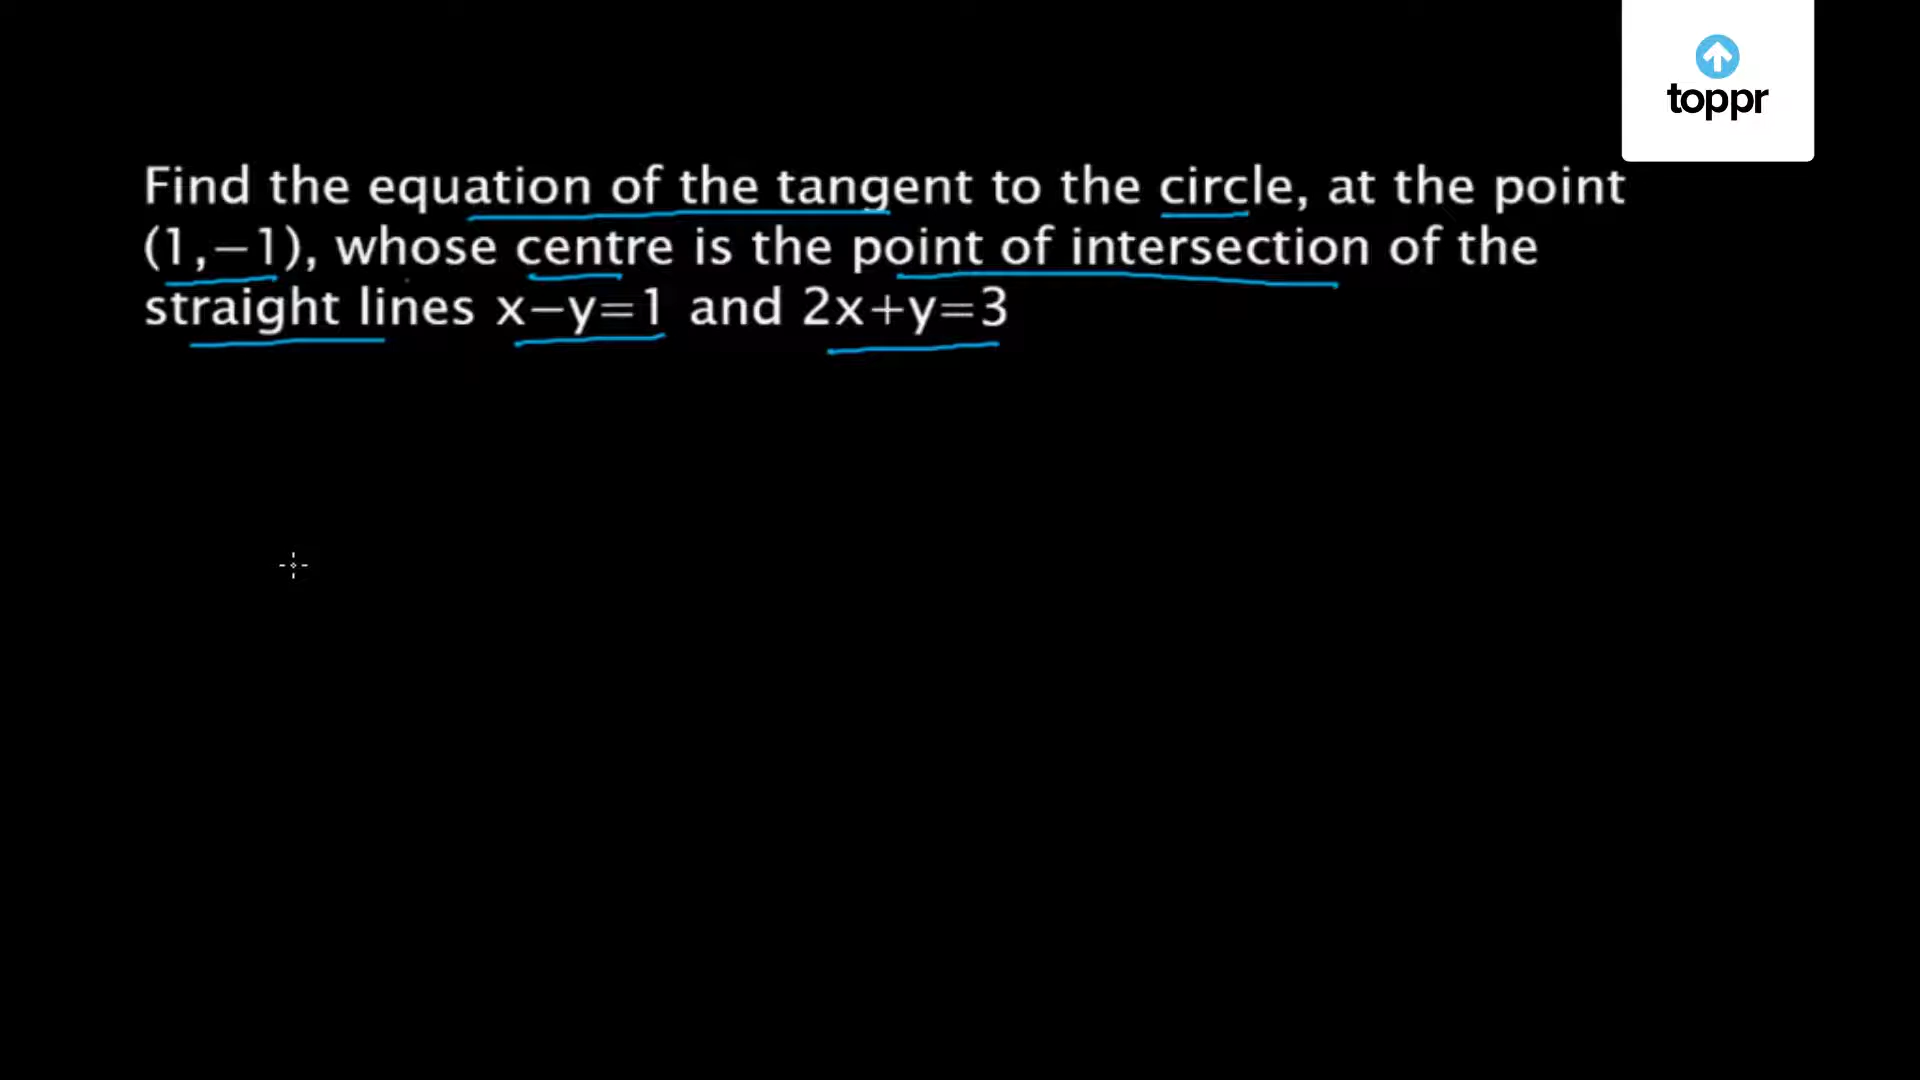 toppr
Find the equation of the tangent to the circle, at the point
(1,−1), whose centre is the point of intersection of the
straight lines x−y=1 and 2x+y=3